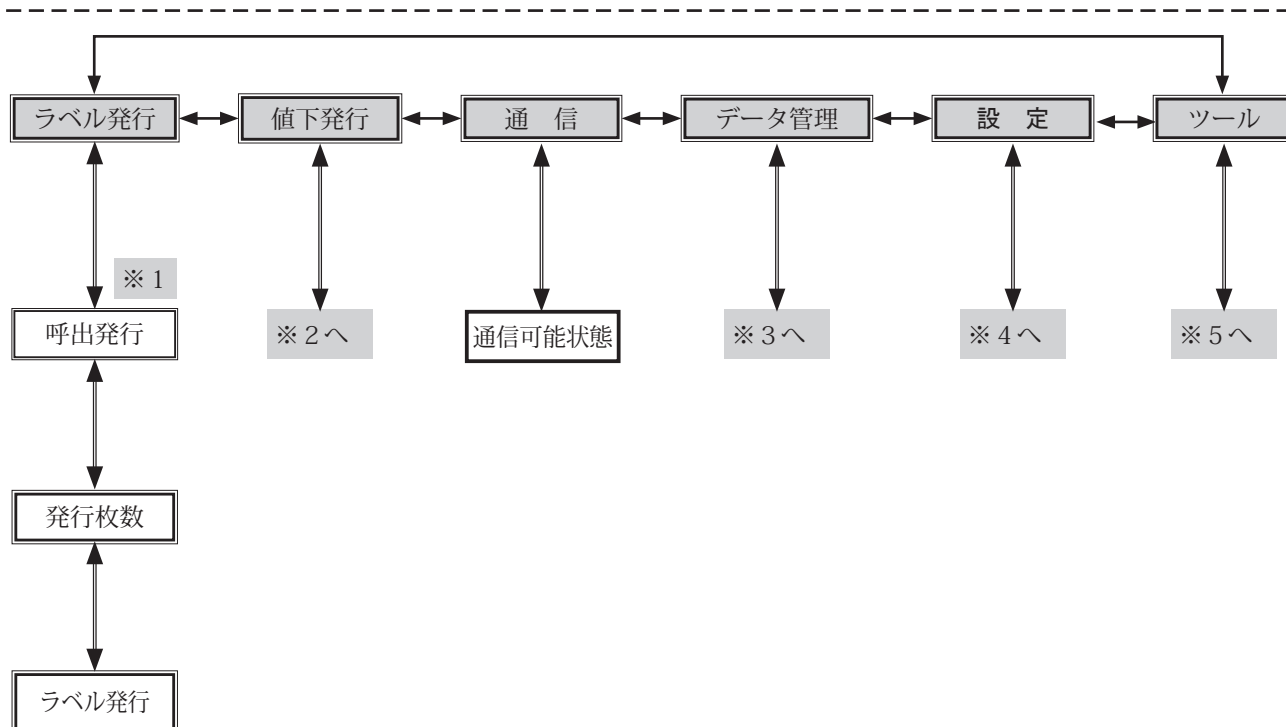 ラベル発行
値下発行
通 信
データ管理
設 定
ツール
※1
呼出発行
※2へ
通信可能状態
※3へ
※4へ
※5へ
発行枚数
ラベル発行